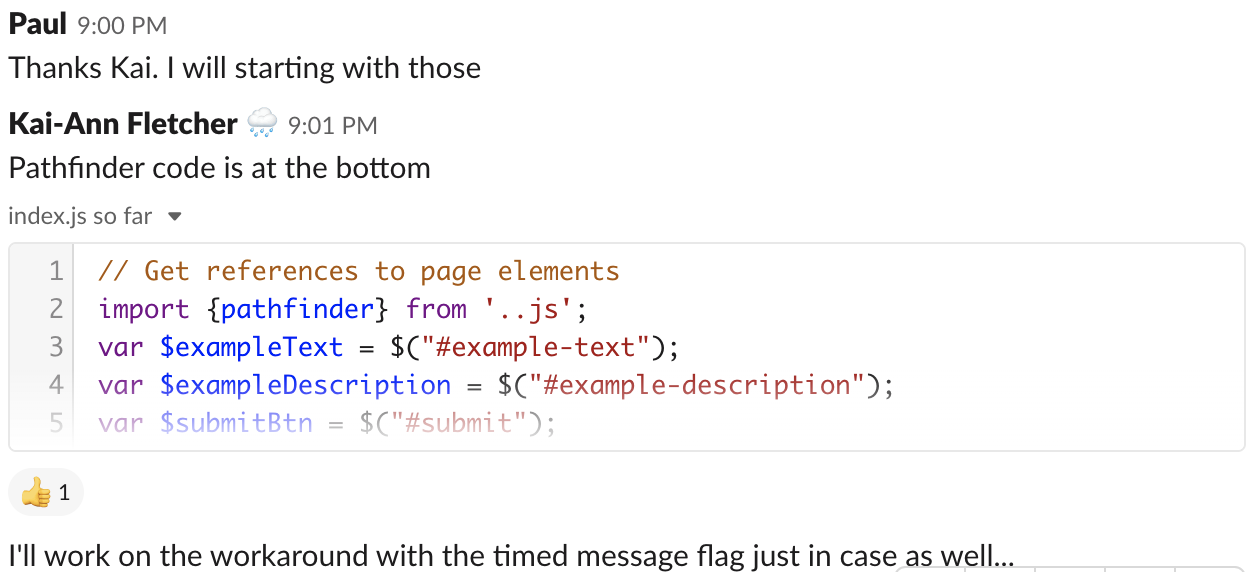 Paul 9:00 PM
Thanks Kai. I will starting with those
Kai-Ann Fletcher 9:01 PM
Pathfinder code is at the bottom
index.js so far
1 // Get references to page elements
2 import {pathfinder} from '..js';
3 var $exampleText = $("#example-text");
4 var $exampleDescription = $("#example-description");
5 var $submitBtn = $("#submit");
1
I'll work on the workaround with the timed message flag just in case as well...